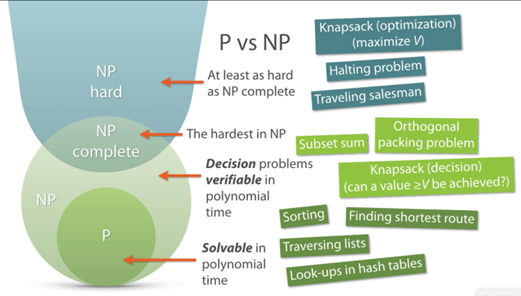 P vs NP
NP
hard
At least as hard
as NP complete
NP
complete
The hardest in NP
Decision problems
verifiable in
polynomial
time
NP
P
Solvable in
polynomial
time
Knapsack (optimization)
(maximize V)
Halting problem
Traveling salesman
Subset sum
Orthogonal
packing problem
Knapsack (decision)
(can a value ≥V be achieved?)
Sorting
Finding shortest route
Traversing lists
Look-ups in hash tables